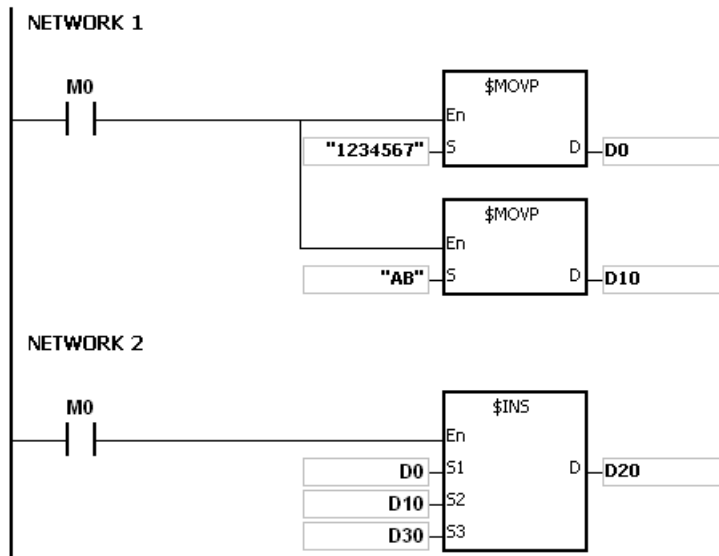 NETWORK 1
M0
$MOVP
En
"1234567" S D D0
$MOVP
En
"AB" S D D10
NETWORK 2
M0
$INS
En
D0 S1 D D20
D10 S2
D30 S3